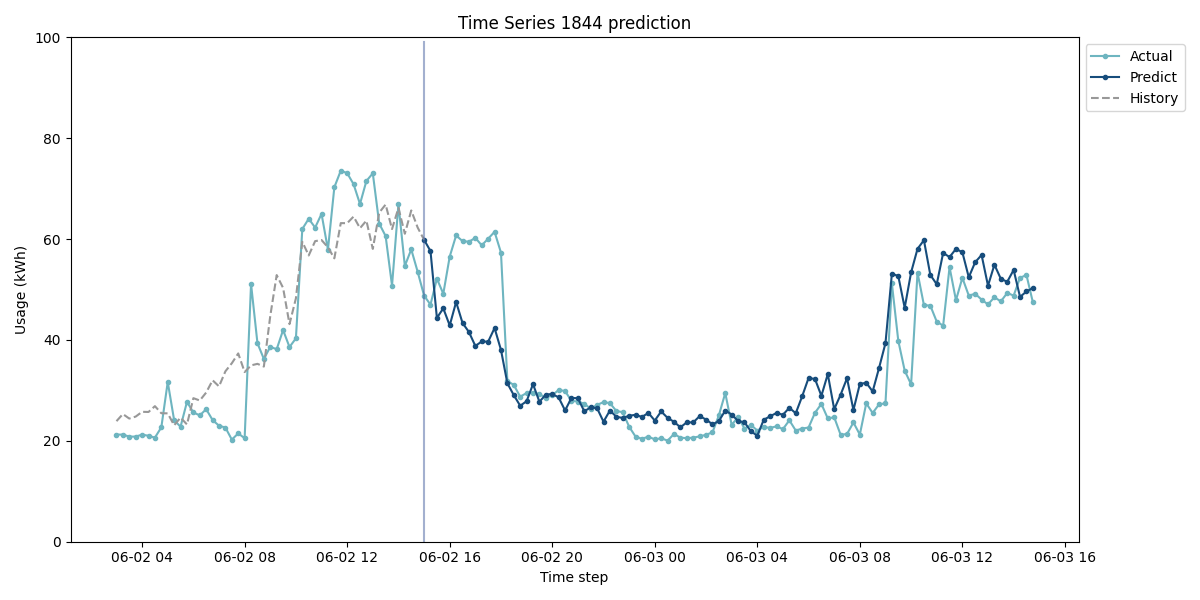 Time Series 1844 prediction
100
80
60
40
20
0
Usage (kWh)
06-02 04
06-02 08
06-02 12
06-02 16
06-02 20
06-03 00
06-03 04
06-03 08
06-03 12
06-03 16
Time step
Actual
Predict
History